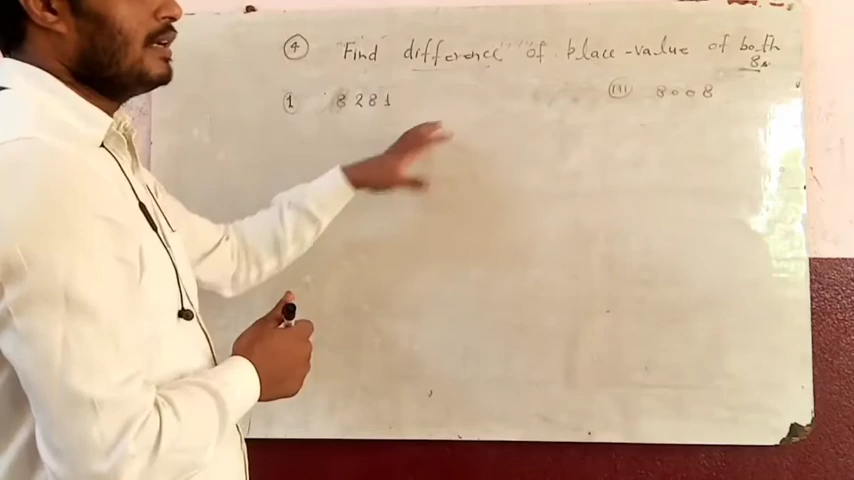 ④ Find difference of place-value of both
8s
① 8281
(III) 8008